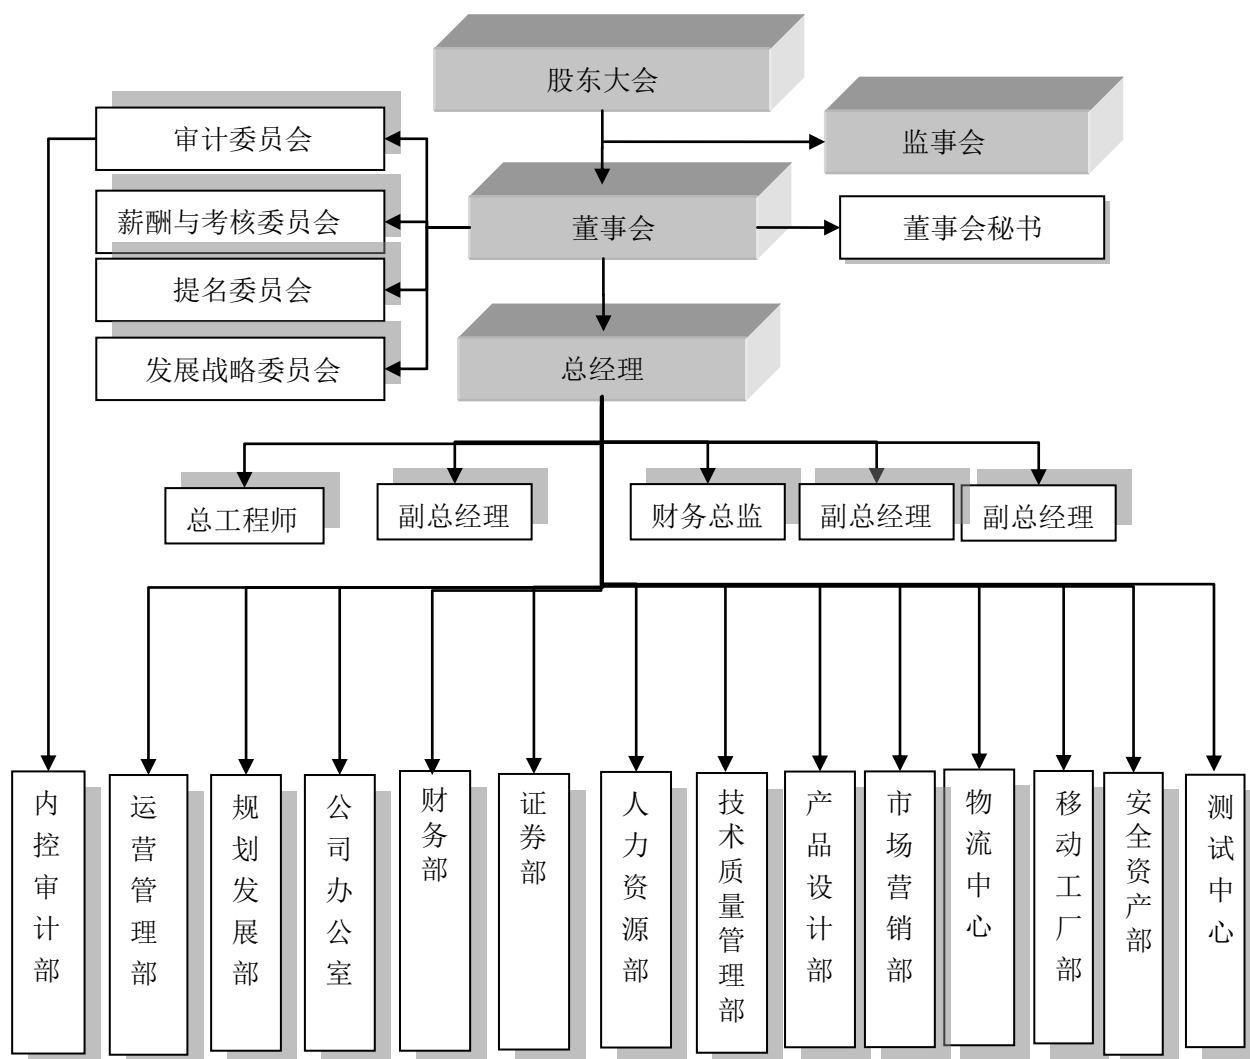 股东大会
监事会
审计委员会
薪酬与考核委员会
提名委员会
发展战略委员会
董事会
董事会秘书
总经理
总工程师
副总经理
财务总监
副总经理
副总经理
内控审计部
运营管理部
规划发展部
公司办公室
财务部
证券部
人力资源部
技术质量管理部
产品设计部
市场营销部
物流中心
移动工厂部
安全资产部
测试中心